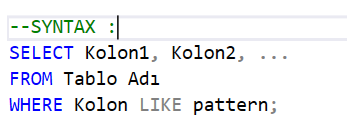 --SYNTAX :
SELECT Kolon1, Kolon2, ...
FROM Tablo Adı
WHERE Kolon LIKE pattern;